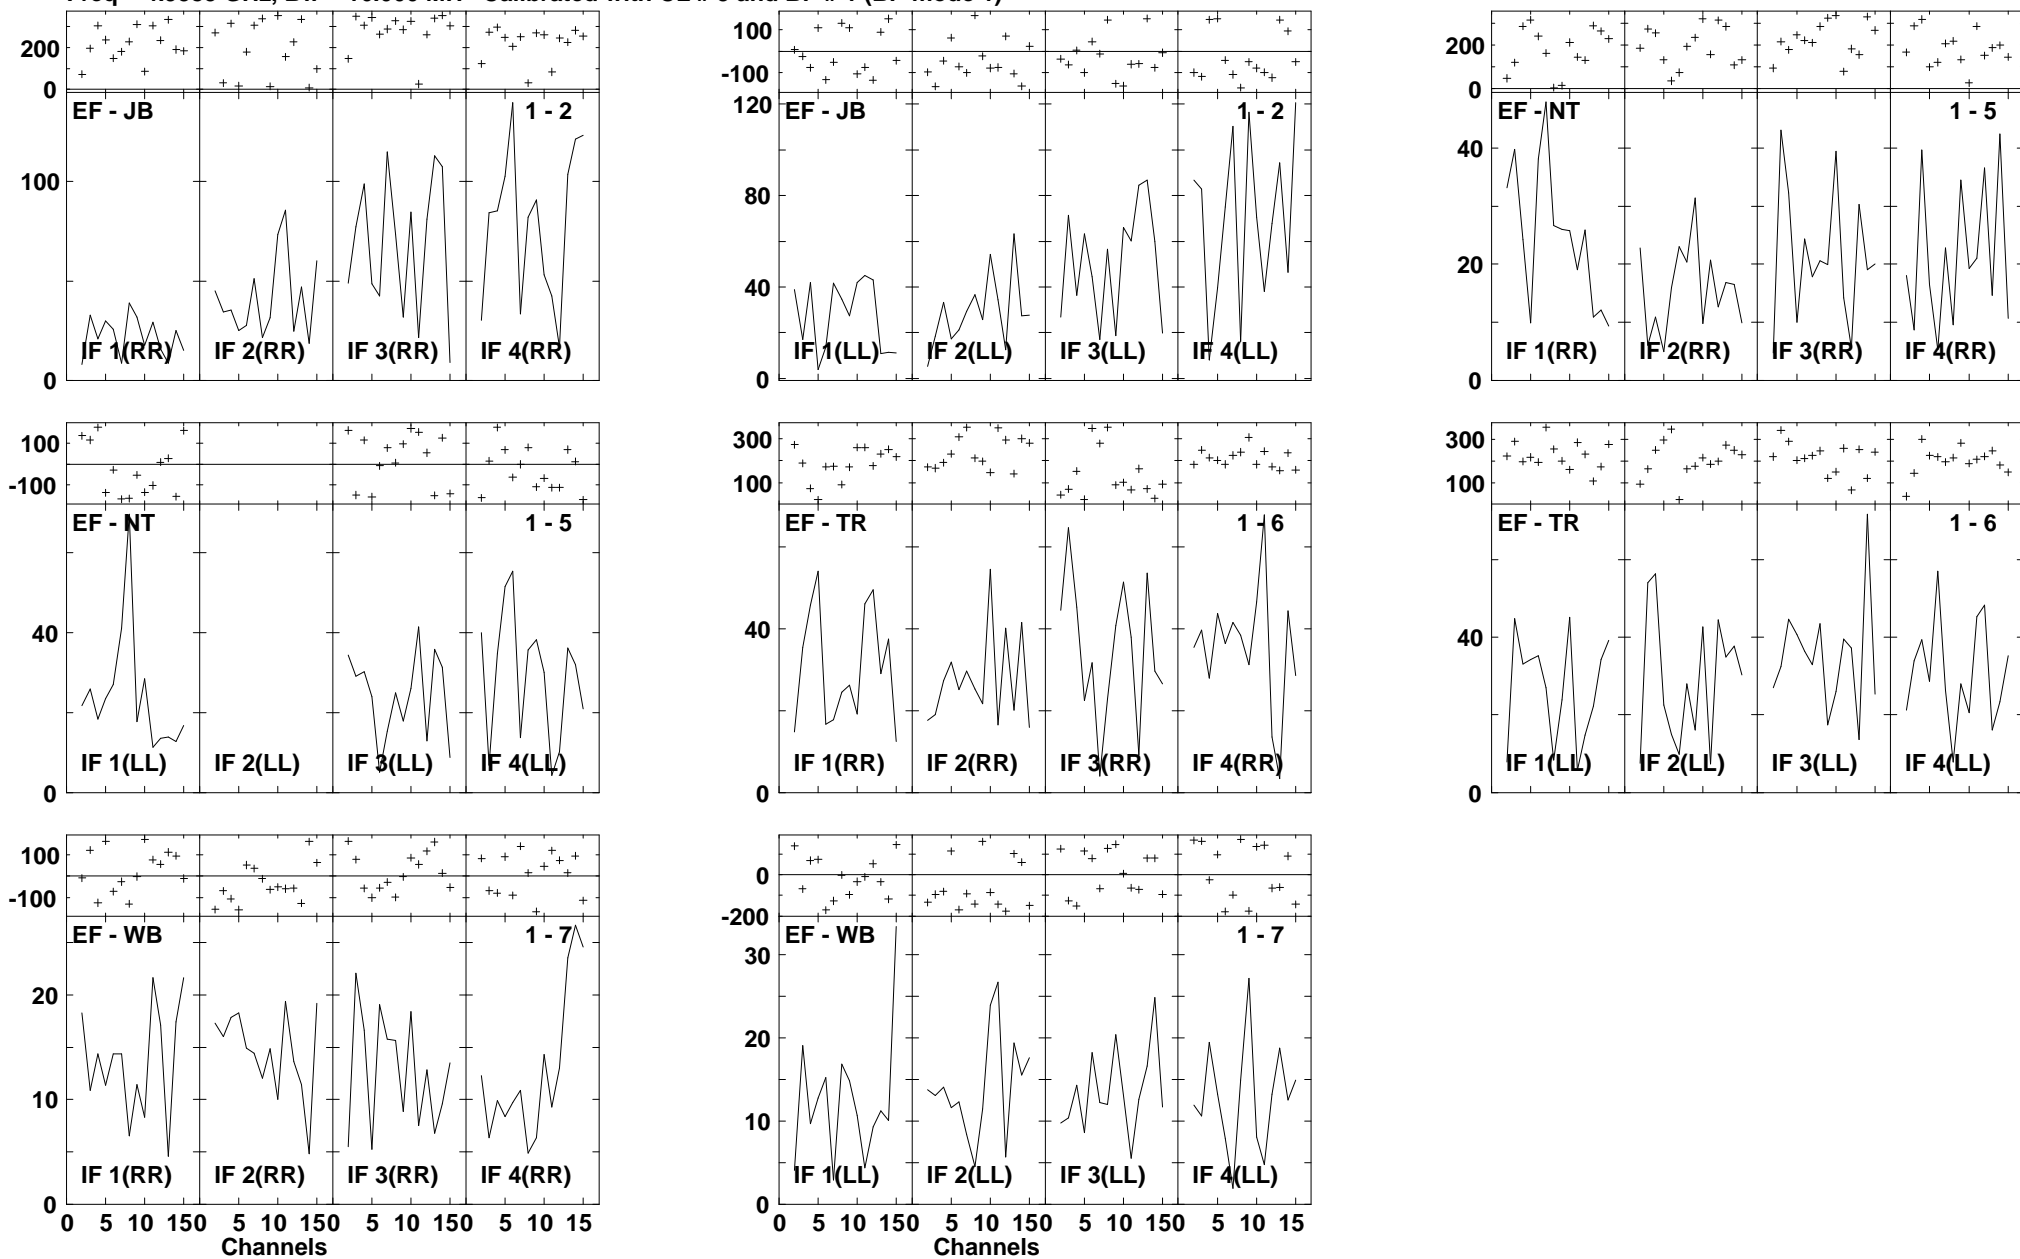 200
0
100
-100
200
0
EF - JB
1 - 2
100
0
IF 1(RR)
IF 2(RR)
IF 3(RR)
IF 4(RR)
EF - JB
1 - 2
120
80
40
0
IF 1(LL)
IF 2(LL)
IF 3(LL)
IF 4(LL)
EF - NT
1 - 5
40
20
0
IF 1(RR)
IF 2(RR)
IF 3(RR)
IF 4(RR)
100
-100
300
100
300
100
EF - NT
1 - 5
40
0
IF 1(LL)
IF 2(LL)
IF 3(LL)
IF 4(LL)
EF - TR
1 - 6
40
0
IF 1(RR)
IF 2(RR)
IF 3(RR)
IF 4(RR)
EF - TR
1 - 6
40
0
IF 1(LL)
IF 2(LL)
IF 3(LL)
IF 4(LL)
100
-100
0
-200
EF - WB
1 - 7
20
10
0
IF 1(RR)
IF 2(RR)
IF 3(RR)
IF 4(RR)
0 5 10 150 5 10 150 5 10 150 5 10 15
Channels
EF - WB
1 - 7
30
20
10
0
IF 1(LL)
IF 2(LL)
IF 3(LL)
IF 4(LL)
0 5 10 150 5 10 150 5 10 150 5 10 15
Channels